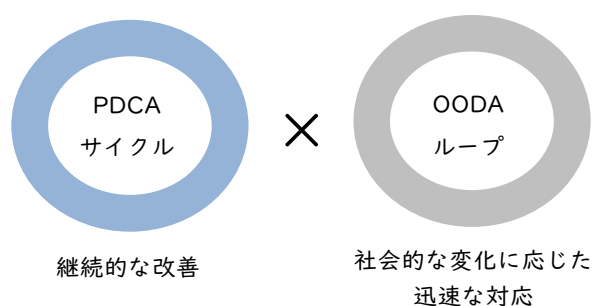 PDCA
サイクル
×
OODA
ループ
継続的な改善
社会的な変化に応じた
迅速な対応